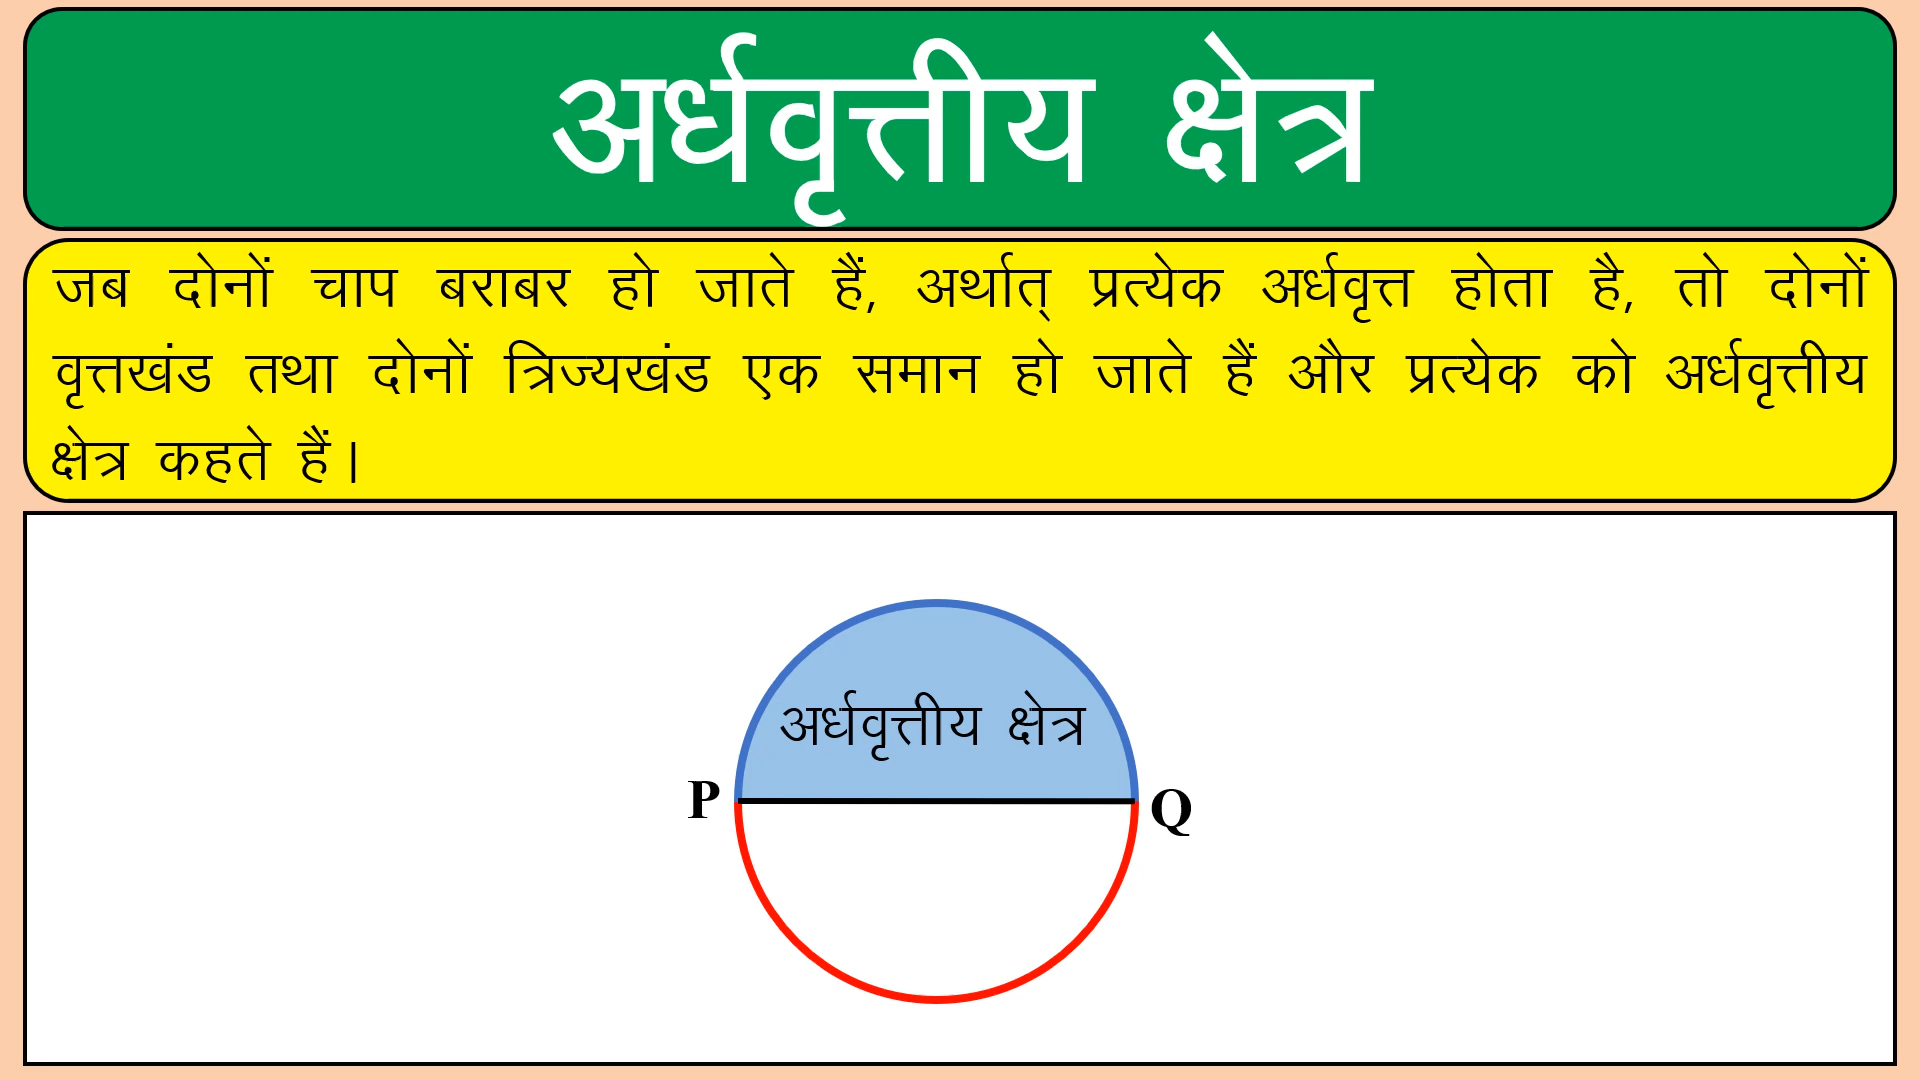 अर्धवृत्तीय क्षेत्र
जब दोनों चाप बराबर हो जाते हैं, अर्थात् प्रत्येक अर्धवृत्त होता है, तो दोनों
वृत्तखंड तथा दोनों त्रिज्यखंड एक समान हो जाते हैं और प्रत्येक को अर्धवृत्तीय
क्षेत्र कहते हैं।
अर्धवृत्तीय क्षेत्र
P
Q